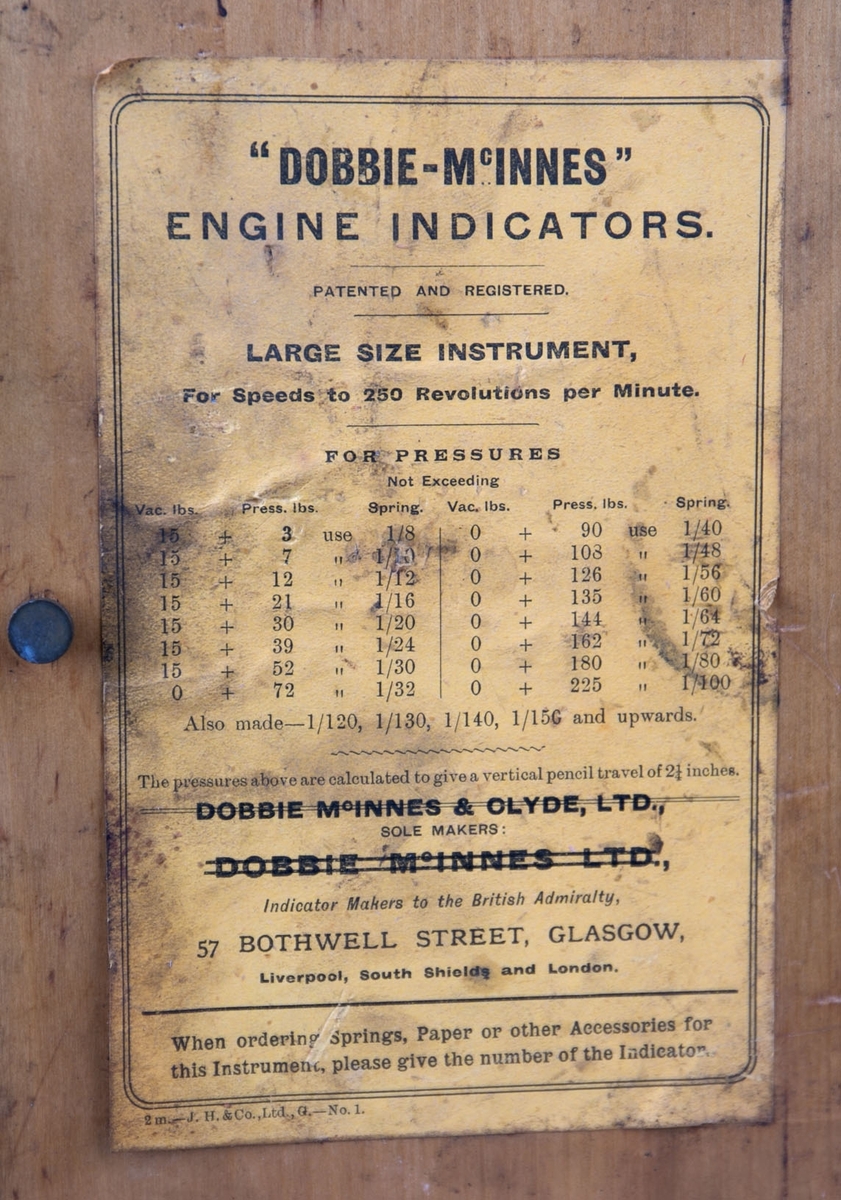 “DOBBIE-McINNES”
ENGINE INDICATORS.
PATENTED AND REGISTERED.
LARGE SIZE INSTRUMENT,
For Speeds to 250 Revolutions per Minute.
FOR PRESSURES
Not Exceeding
Vac. lbs. Press. lbs. Spring. Vac. lbs. Press. lbs. Spring.
15 + 3 use 1/8 0 + 90 use 1/40
15 + 7 " 1/10 0 + 108 " 1/48
15 + 12 " 1/12 0 + 126 " 1/56
15 + 21 " 1/16 0 + 135 " 1/60
15 + 30 " 1/20 0 + 144 " 1/64
15 + 39 " 1/24 0 + 162 " 1/72
15 + 52 " 1/30 0 + 180 " 1/80
0 + 72 " 1/32 0 + 225 " 1/100
Also made—1/120, 1/130, 1/140, 1/150 and upwards.
The pressures above are calculated to give a vertical pencil travel of 2¼ inches.
DOBBIE McINNES & CLYDE, LTD.,
SOLE MAKERS:
DOBBIE McINNES LTD.,
Indicator Makers to the British Admiralty,
57 BOTHWELL STREET, GLASGOW,
Liverpool, South Shields and London.
When ordering Springs, Paper or other Accessories for
this Instrument, please give the number of the Indicator.
2 m.—J. H. & Co., Ltd., G.—No. 1.